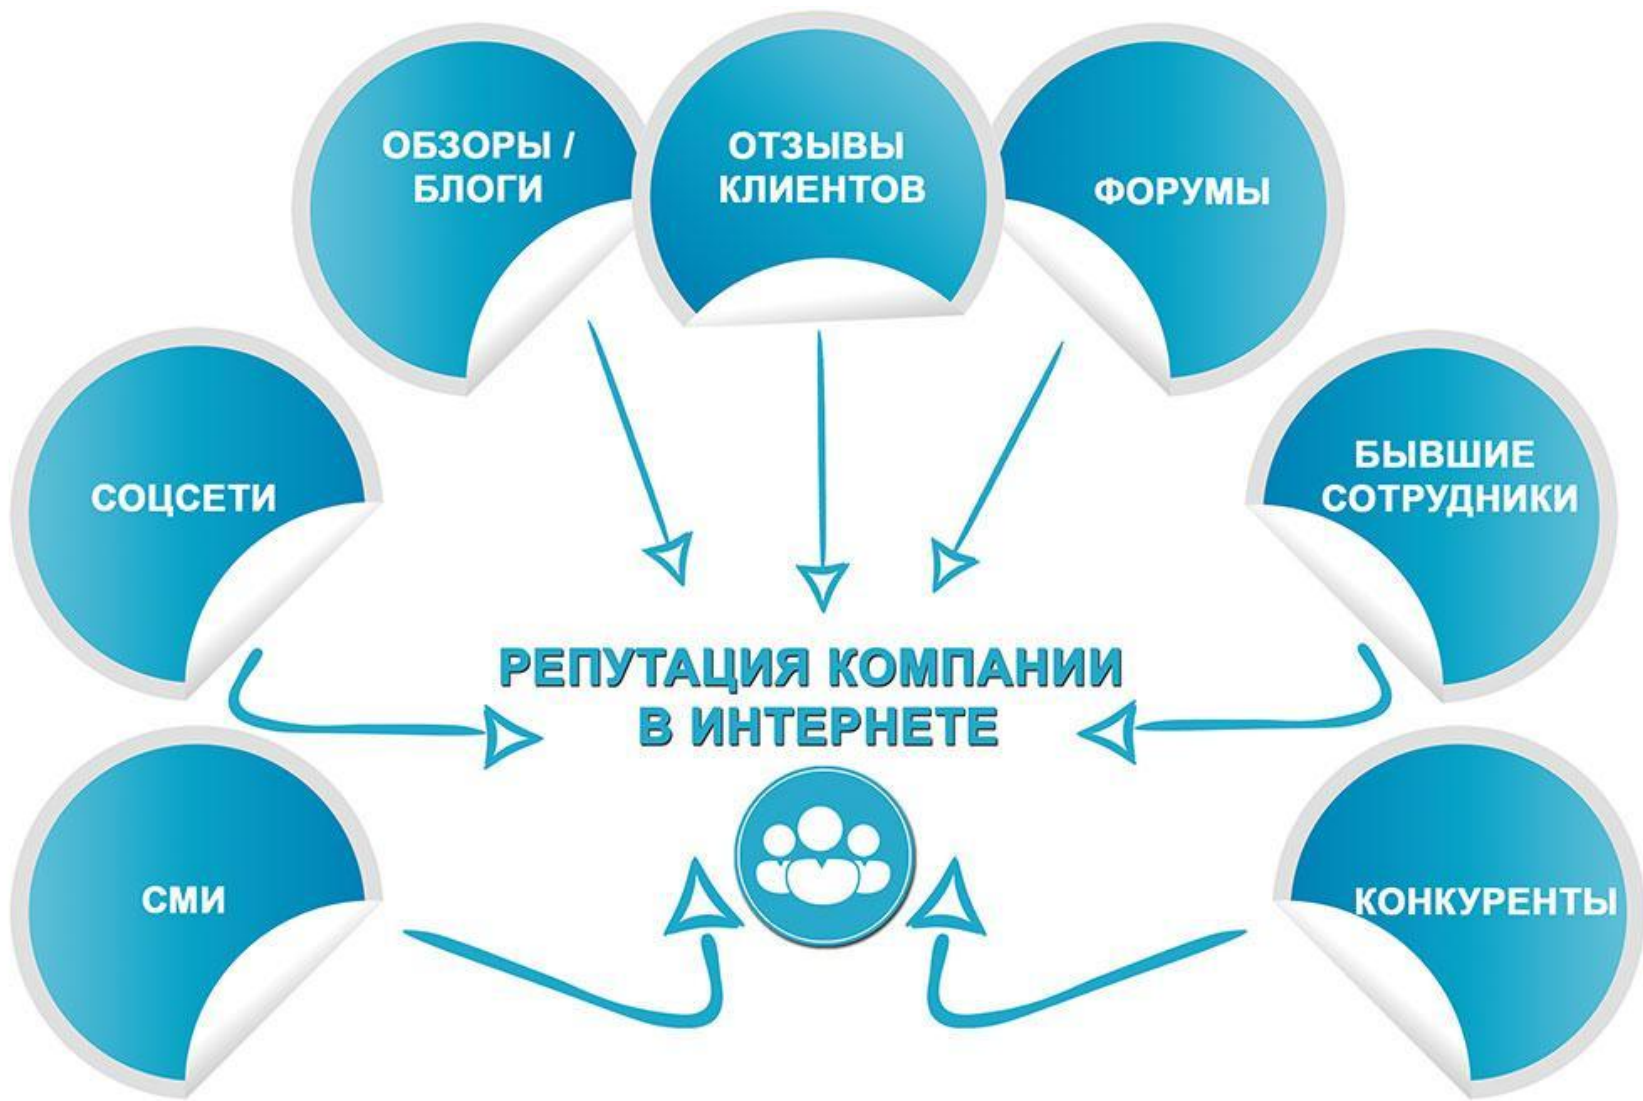 ОБЗОРЫ /
БЛОГИ
ОТЗЫВЫ
КЛИЕНТОВ
ФОРУМЫ
СОЦСЕТИ
БЫВШИЕ
СОТРУДНИКИ
РЕПУТАЦИЯ КОМПАНИИ
В ИНТЕРНЕТЕ
СМИ
КОНКУРЕНТЫ